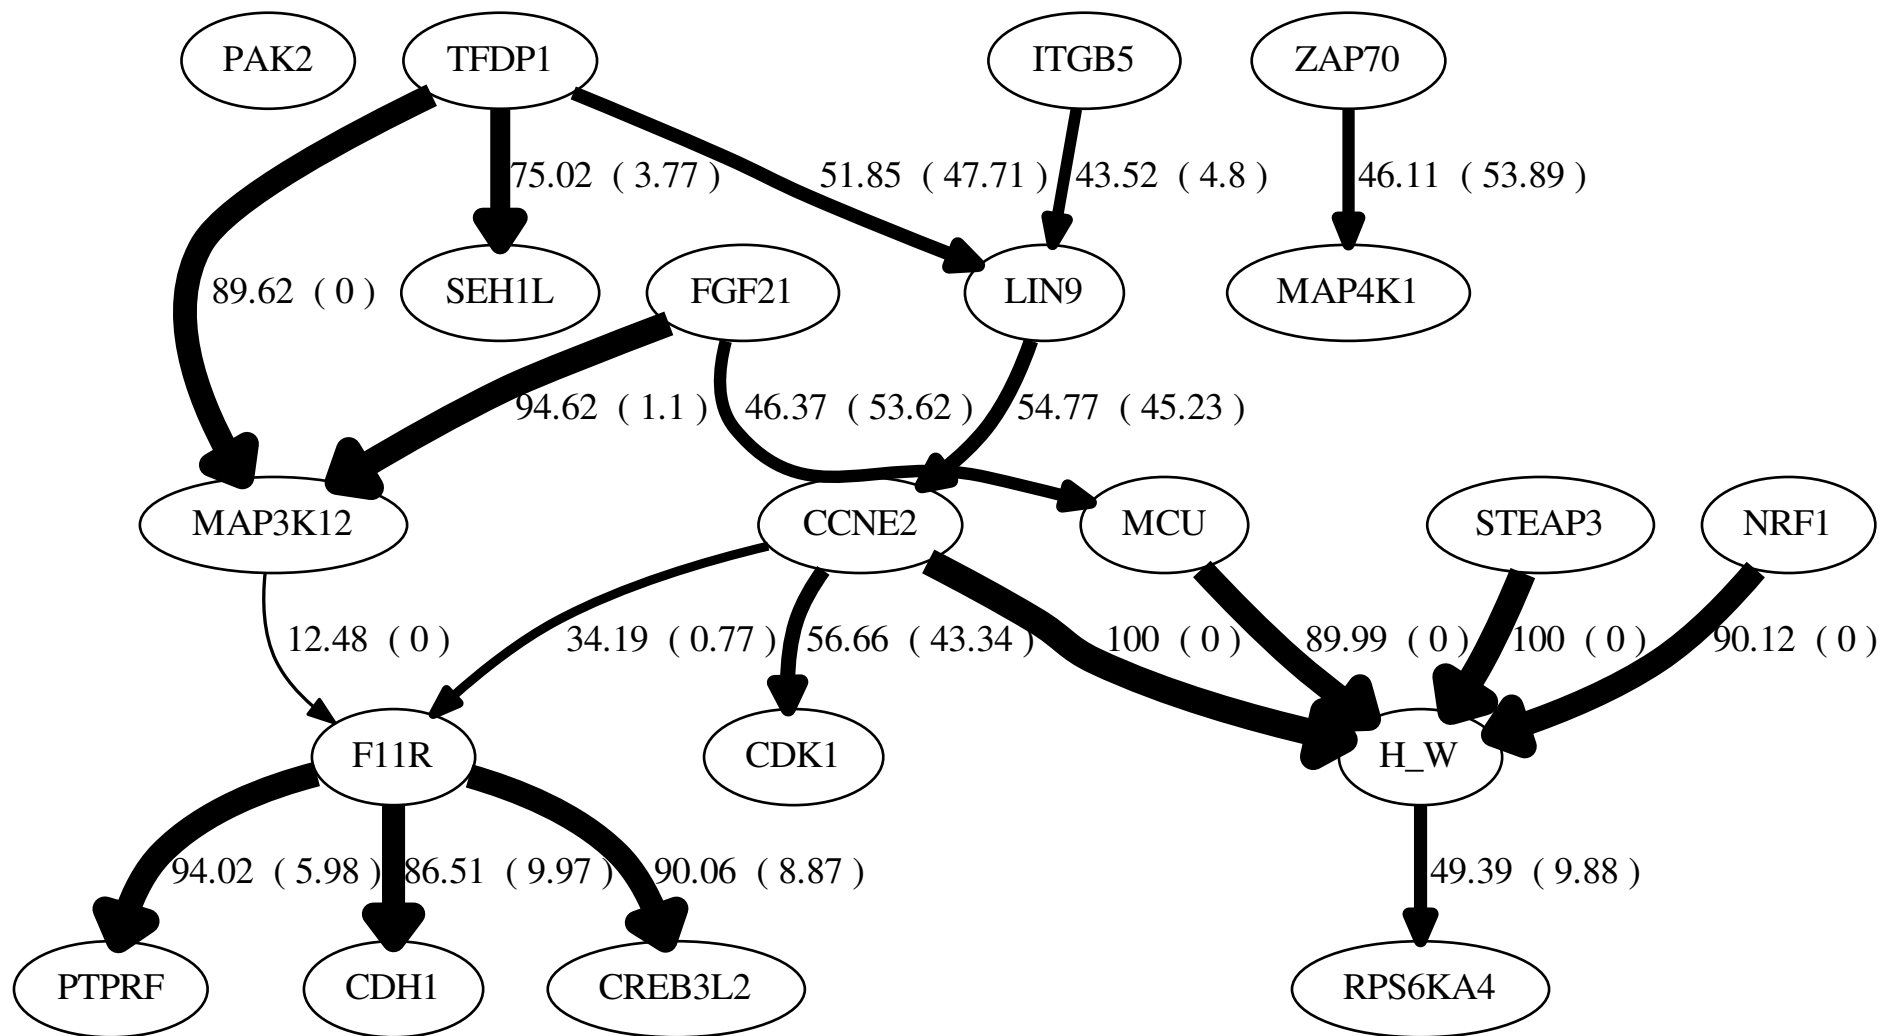 PAK2 TFDP1 ITGB5 ZAP70
75.02 ( 3.77 ) 51.85 ( 47.71 ) 43.52 ( 4.8 ) 46.11 ( 53.89 )
89.62 ( 0 ) SEH1L FGF21 LIN9 MAP4K1
94.62 ( 1.1 ) 46.37 ( 53.62 ) 54.77 ( 45.23 )
MAP3K12 CCNE2 MCU STEAP3 NRF1
12.48 ( 0 ) 34.19 ( 0.77 ) 56.66 ( 43.34 ) 100 ( 0 ) 89.99 ( 0 ) 100 ( 0 ) 90.12 ( 0 )
F11R CDK1 H_W
94.02 ( 5.98 ) 86.51 ( 9.97 ) 90.06 ( 8.87 ) 49.39 ( 9.88 )
PTPRF CDH1 CREB3L2 RPS6KA4